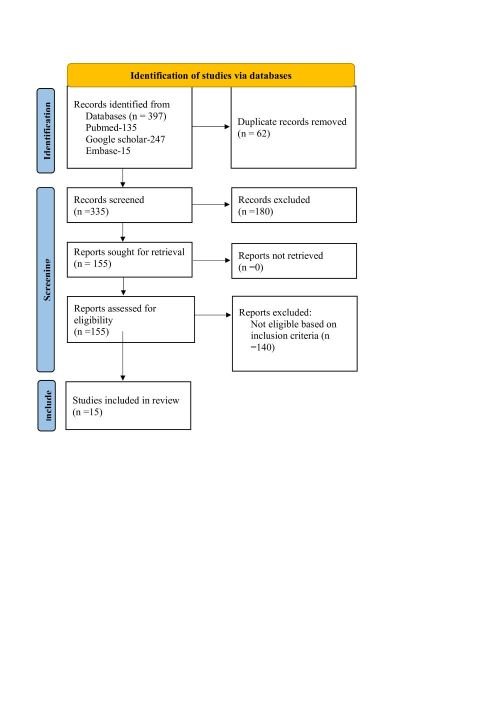 Identification of studies via databases
Identification
Records identified from
Databases (n = 397)
Pubmed-135
Google scholar-247
Embase-15
Duplicate records removed
(n = 62)
Screening
Records screened
(n =335)
Records excluded
(n =180)
Reports sought for retrieval
(n = 155)
Reports not retrieved
(n =0)
Reports assessed for
eligibility
(n =155)
Reports excluded:
Not eligible based on
inclusion criteria (n
=140)
include
Studies included in review
(n =15)